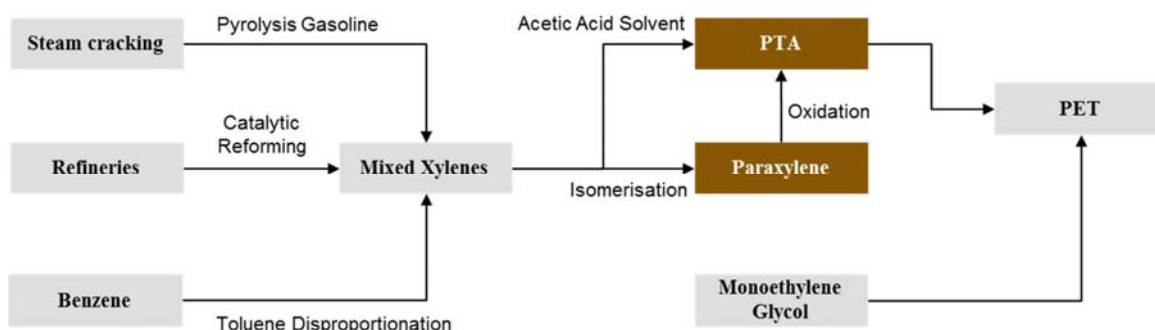 Pyrolysis Gasoline
Acetic Acid Solvent
Steam cracking
PTA
PET
Catalytic
Reforming
Oxidation
Refineries
Mixed Xylenes
Paraxylene
Isomerisation
Benzene
Monoethylene
Glycol
Toluene Disproportionation